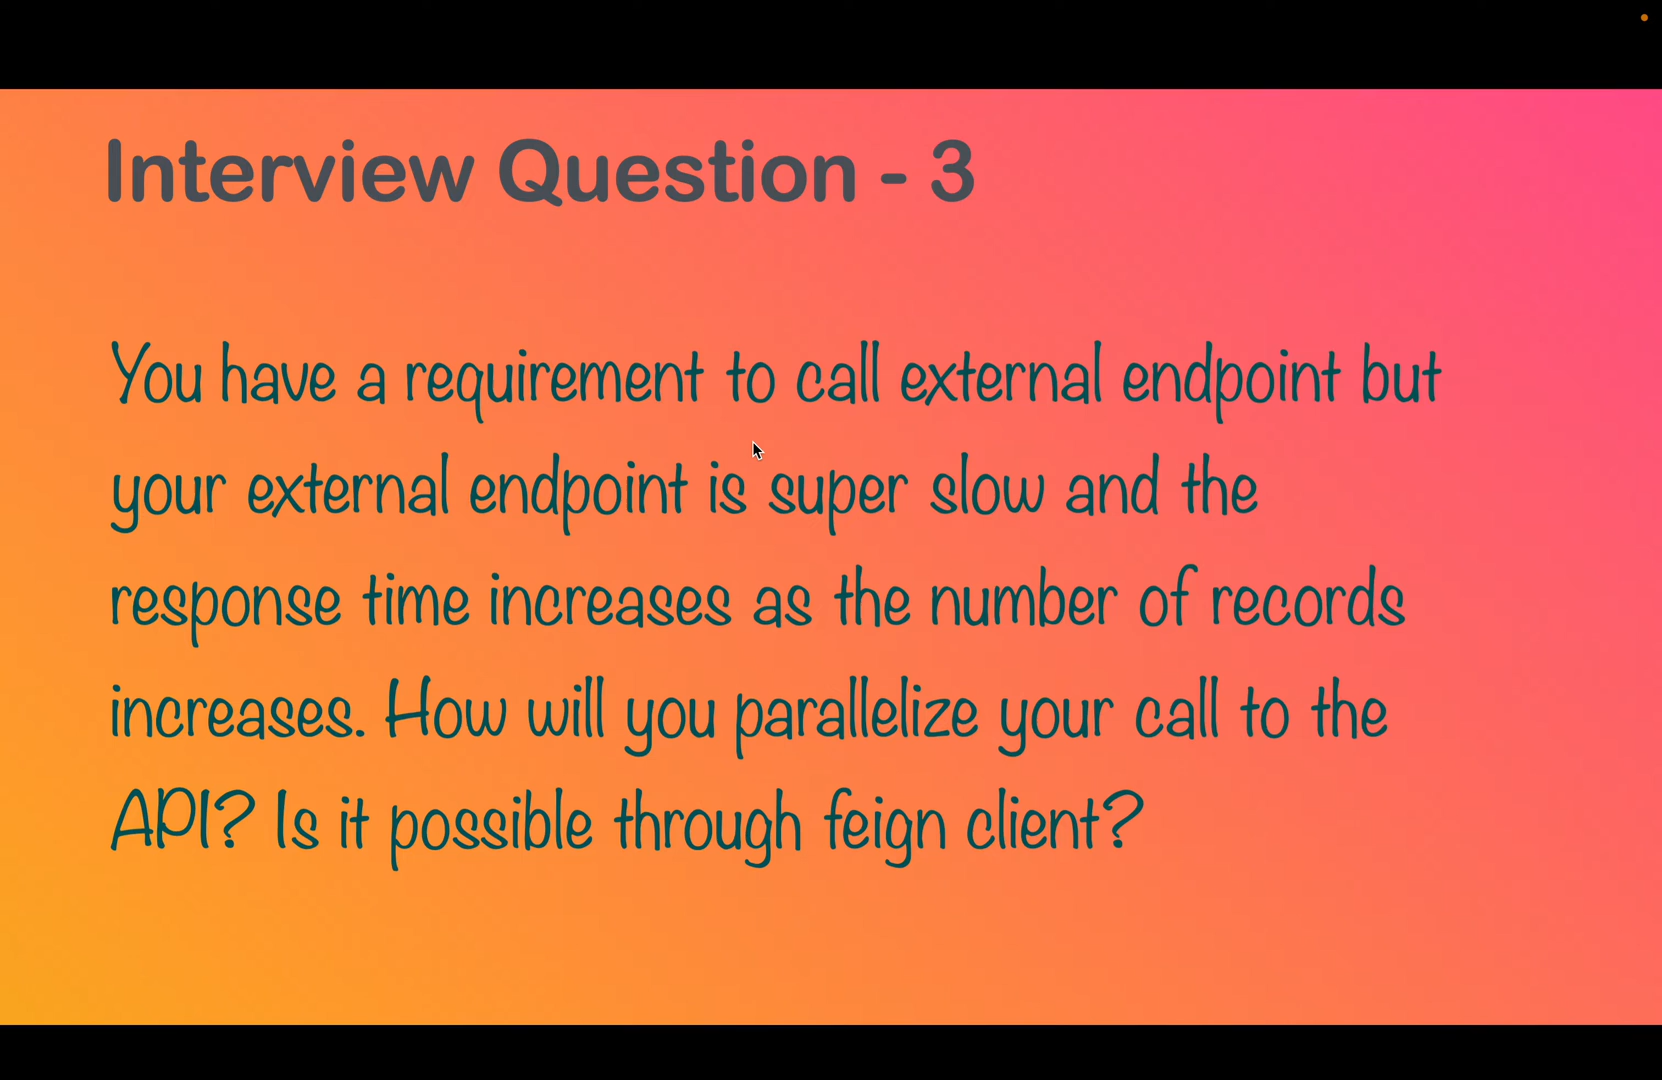 Interview Question - 3
You have a requirement to call external endpoint but
your external endpoint is super slow and the
response time increases as the number of records
increases. How will you parallelize your call to the
API? Is it possible through feign client?